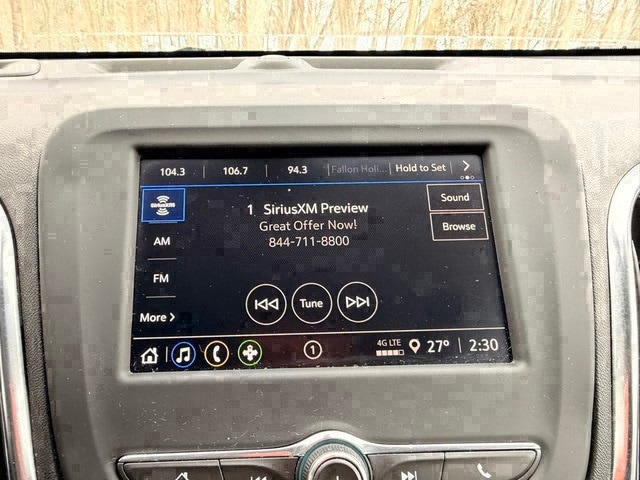 104.3 106.7 94.3 Fallon Holi... Hold to Set
SiriusXM
1 SiriusXM Preview
Great Offer Now!
844-711-8800
Sound
Browse
AM
FM
More
Tune
1
4G LTE 27° 2:30